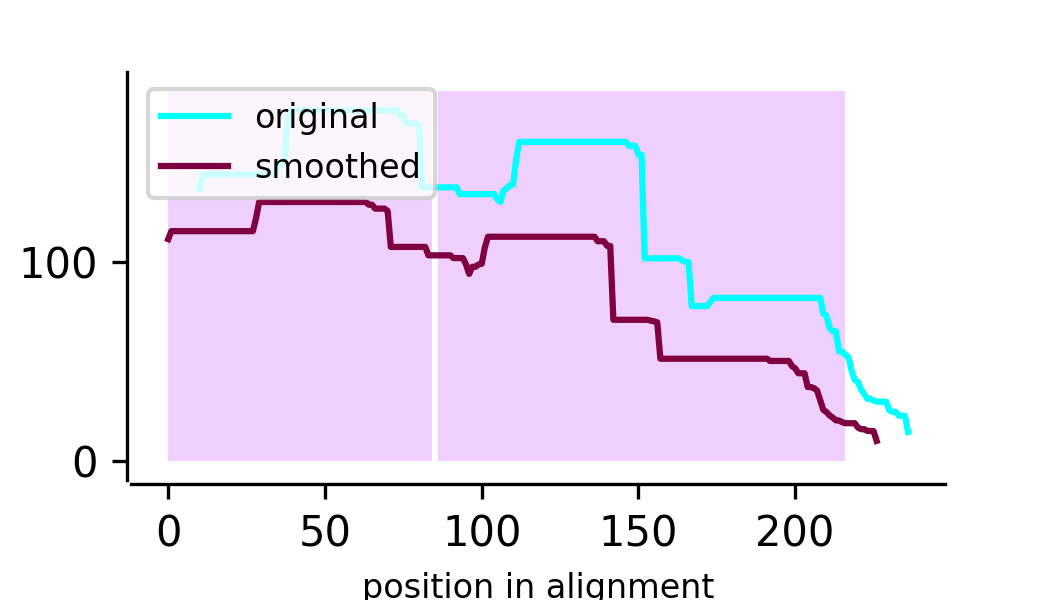 original
smoothed
100
0
0 50 100 150 200
position in alignment